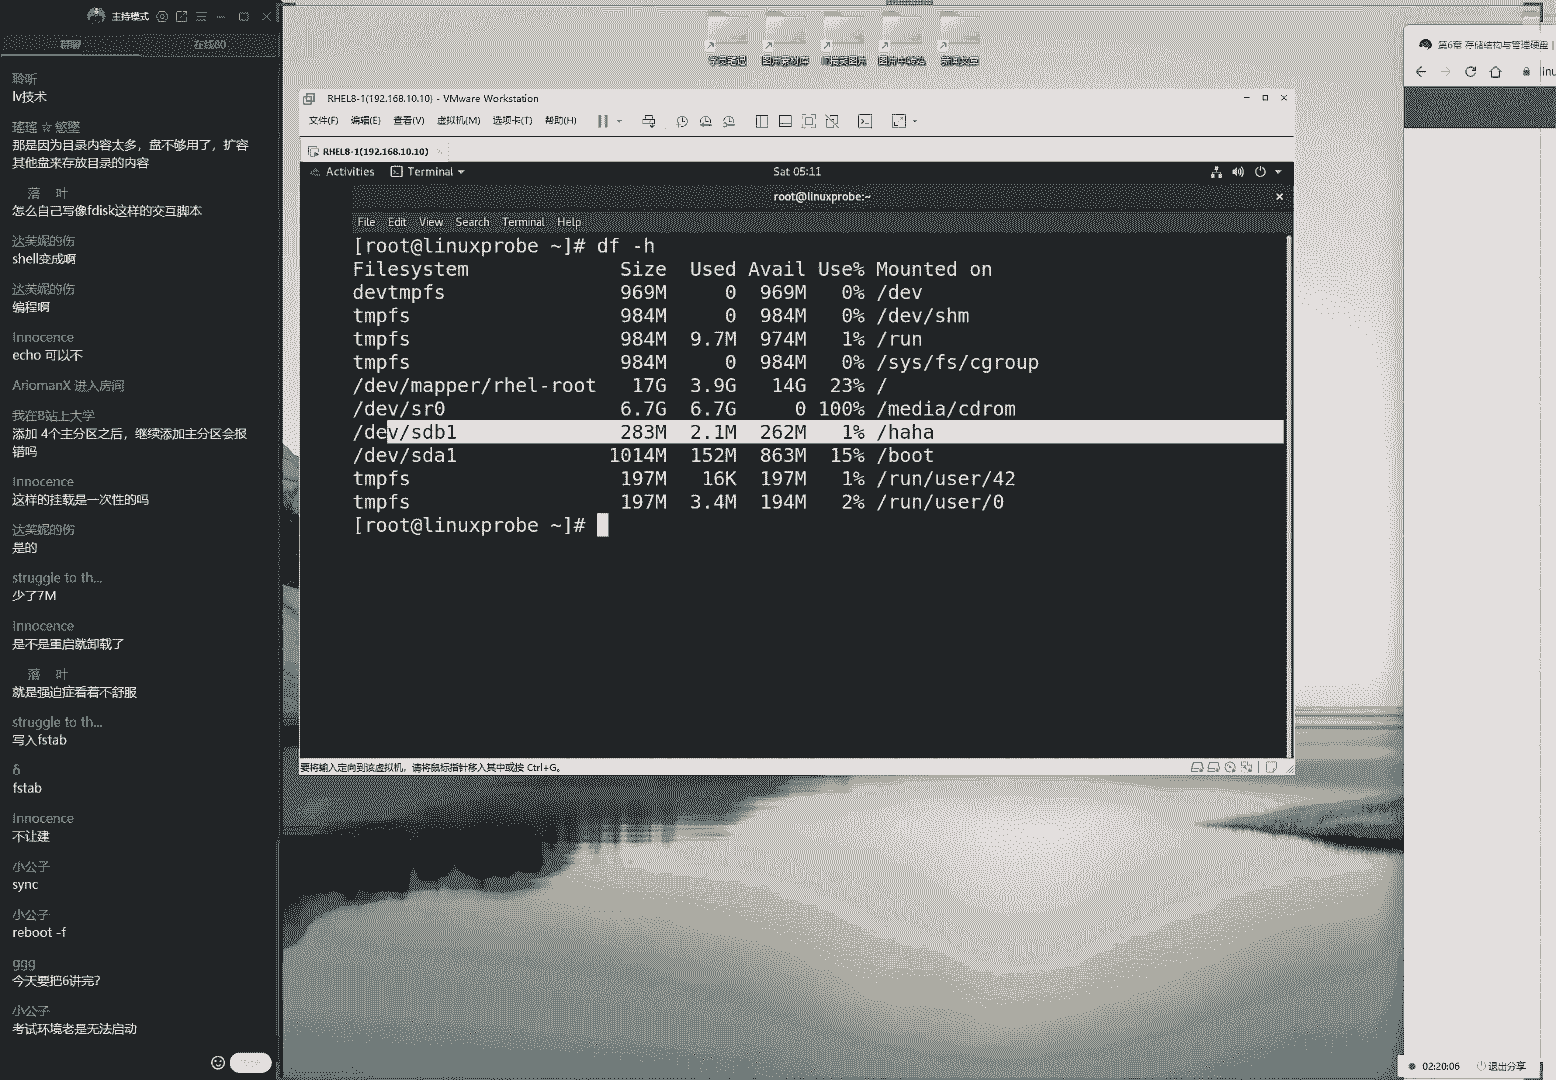 主持模式
群聊
在线80
聆听
lv技术
瑶瑶 ☆ 慾墜
那是因为目录内容太多，盘不够用了，扩容
其他盘来存放目录的内容
落 叶
怎么自己写像fdisk这样的交互脚本
达芙妮的伤
shell变成啊
达芙妮的伤
编程啊
Innocence
echo 可以不
AriomanX 进入房间
我在B站上大学
添加 4个主分区之后，继续添加主分区会报
错吗
Innocence
这样的挂载是一次性的吗
达芙妮的伤
是的
struggle to th...
少了7M
Innocence
是不是重启就卸载了
落 叶
就是强迫症看着不舒服
struggle to th...
写入fstab
δ
fstab
Innocence
不让建
小公子
sync
小公子
reboot -f
ggg
今天要把6讲完?
小公子
考试环境老是无法启动
RHEL8-1(192.168.10.10) - VMware Workstation
文件(F) 编辑(E) 查看(V) 虚拟机(M) 选项卡(T) 帮助(H)
RHEL8-1(192.168.10.10)
Activities Terminal Sat 05:11
root@linuxprobe:~
File Edit View Search Terminal Help
[root@linuxprobe ~]# df -h
Filesystem Size Used Avail Use% Mounted on
devtmpfs 969M 0 969M 0% /dev
tmpfs 984M 0 984M 0% /dev/shm
tmpfs 984M 9.7M 974M 1% /run
tmpfs 984M 0 984M 0% /sys/fs/cgroup
/dev/mapper/rhel-root 17G 3.9G 14G 23% /
/dev/sr0 6.7G 6.7G 0 100% /media/cdrom
/dev/sdb1 283M 2.1M 262M 1% /haha
/dev/sda1 1014M 152M 863M 15% /boot
tmpfs 197M 16K 197M 1% /run/user/42
tmpfs 197M 3.4M 194M 2% /run/user/0
[root@linuxprobe ~]#
要将输入定向到该虚拟机，请将鼠标指针移入其中或按 Ctrl+G。
第6章 存储结构与管理硬盘
linu
02:20:06 退出分享